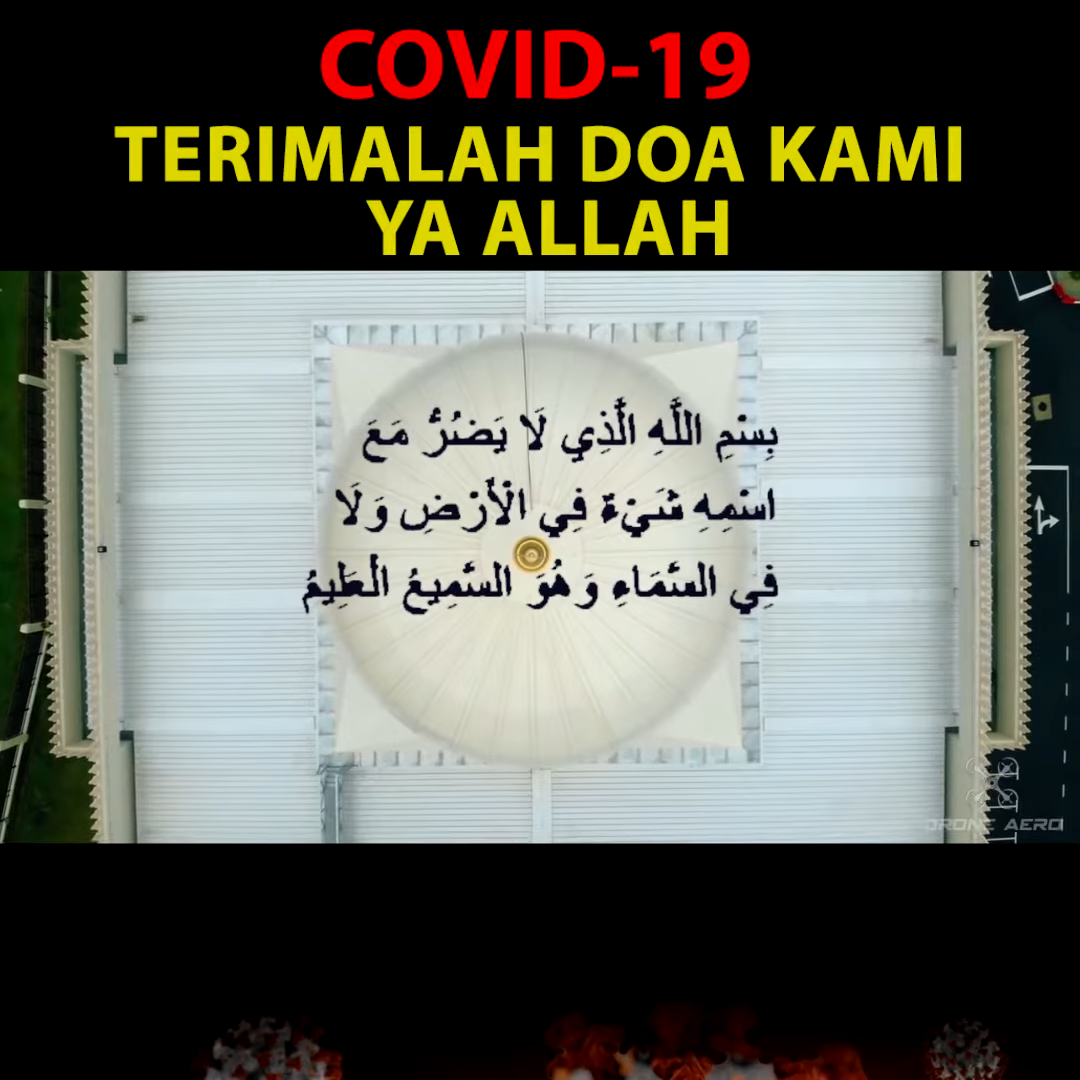 COVID-19
TERIMALAH DOA KAMI
YA ALLAH
بِسْمِ اللَّهِ الَّذِي لَا يَضُرُّ مَعَ
اسْمِهِ شَيْءٌ فِي الْأَرْضِ وَلَا
فِي السَّمَاءِ وَهُوَ السَّمِيعُ الْعَلِيمُ
DRONE AERO